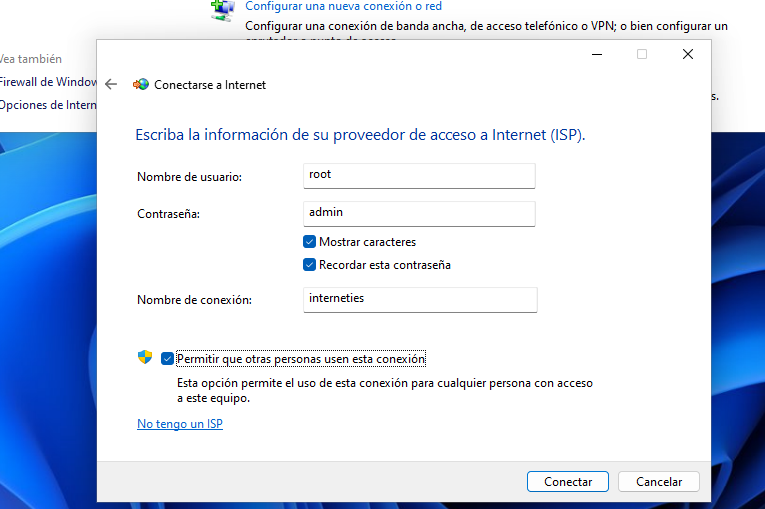 Configurar una nueva conexión o red
Configurar una conexión de banda ancha, de acceso telefónico o VPN; o bien configurar un
Vea también
Firewall de Window
Opciones de Intern
s.
Conectarse a Internet
Escriba la información de su proveedor de acceso a Internet (ISP).
Nombre de usuario: root
Contraseña: admin
Mostrar caracteres
Recordar esta contraseña
Nombre de conexión: interneties
Permitir que otras personas usen esta conexión
Esta opción permite el uso de esta conexión para cualquier persona con acceso
a este equipo.
No tengo un ISP
Conectar Cancelar